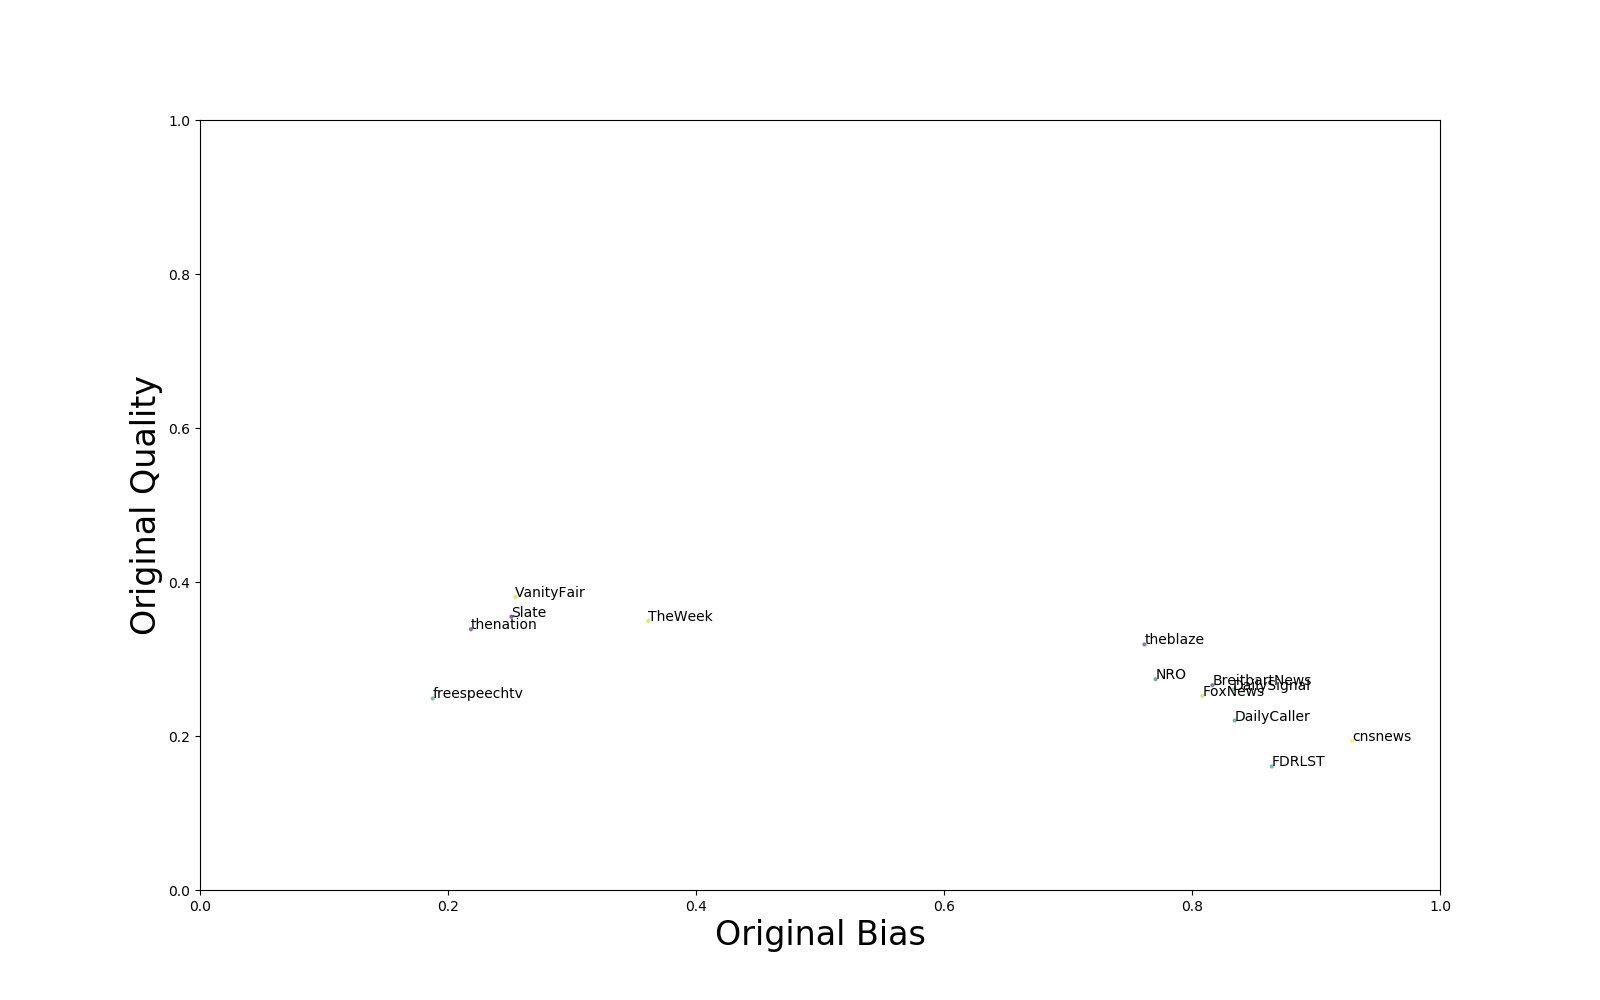 1.0
0.8
0.6
0.4
0.2
0.0
Original Quality
VanityFair
Slate
thenation
TheWeek
freespeechtv
theblaze
NRO
BreitbartNews
DailySignal
FoxNews
DailyCaller
cnsnews
FDRLST
0.0 0.2 0.4 0.6 0.8 1.0
Original Bias